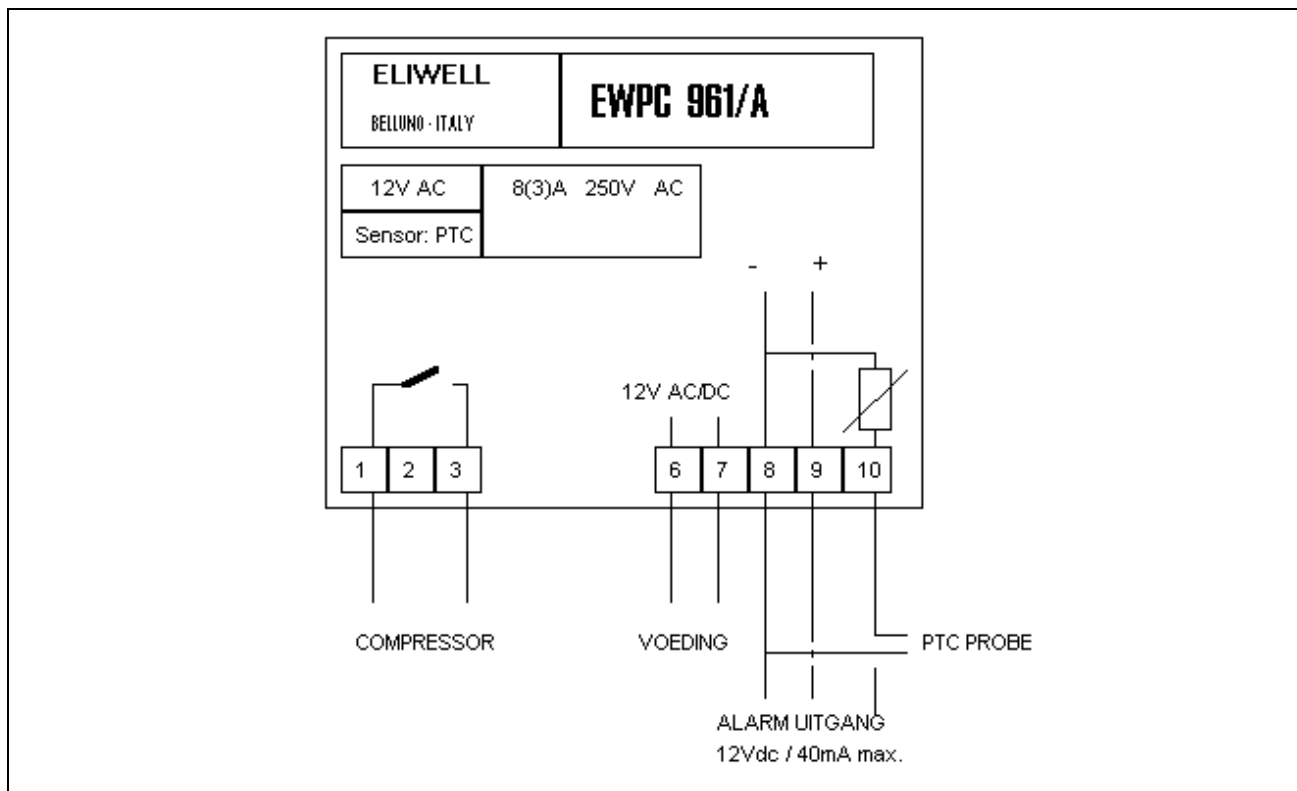 ELIWELL
BELLUNO - ITALY
EWPC 961/A
12V AC
8(3)A 250V AC
Sensor: PTC
- +
12V AC/DC
1 2 3 6 7 8 9 10
COMPRESSOR VOEDING PTC PROBE
ALARM UITGANG
12Vdc / 40mA max.